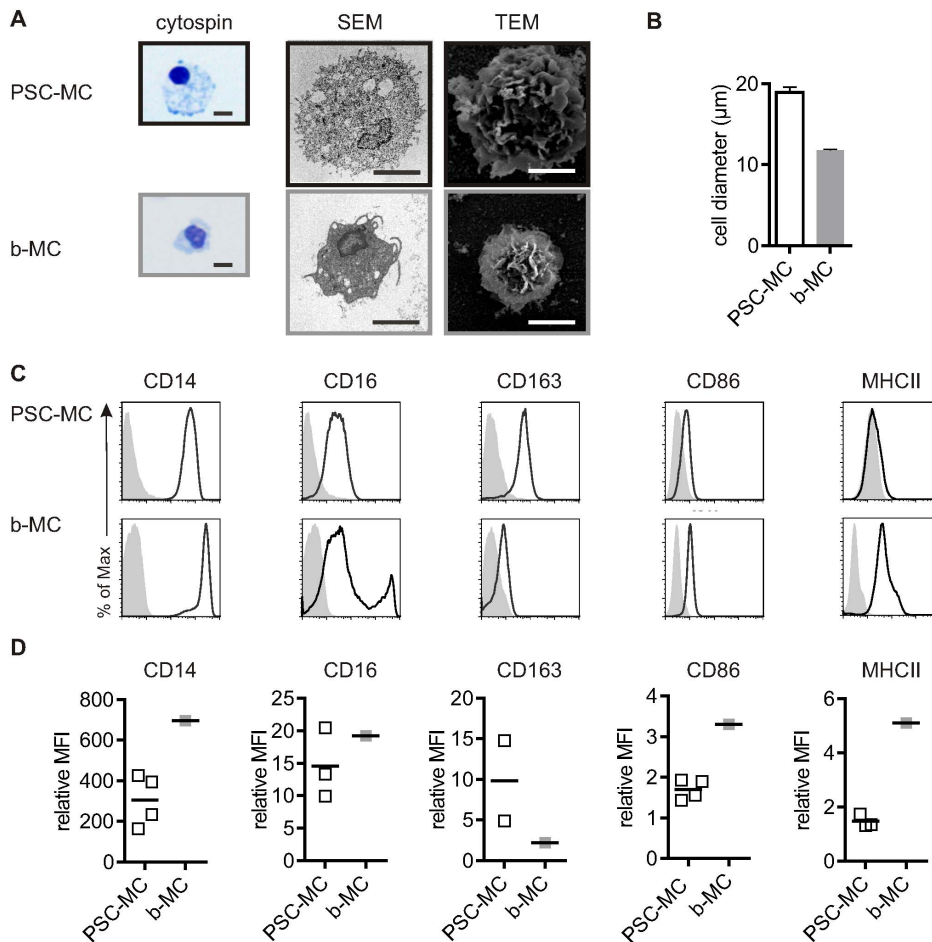 A
cytospin
SEM
TEM
PSC-MC
b-MC
B
cell diameter (µm)
20
10
0
PSC-MC
b-MC
C
CD14
CD16
CD163
CD86
MHCII
PSC-MC
b-MC
% of Max
D
CD14
CD16
CD163
CD86
MHCII
relative MFI
800
600
400
200
0
PSC-MC
b-MC
relative MFI
25
20
15
10
5
0
PSC-MC
b-MC
relative MFI
20
15
10
5
0
PSC-MC
b-MC
relative MFI
4
3
2
1
0
PSC-MC
b-MC
relative MFI
6
4
2
0
PSC-MC
b-MC